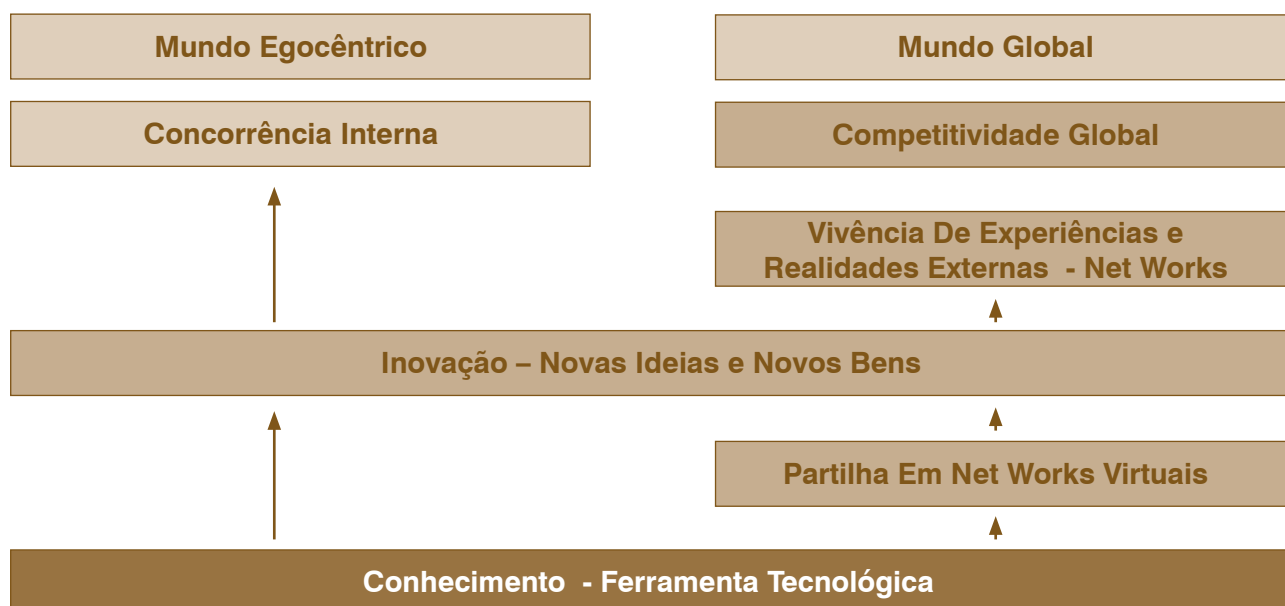 Mundo Egocêntrico
Mundo Global
Concorrência Interna
Competitividade Global
Vivência De Experiências e
Realidades Externas - Net Works
Inovação – Novas Ideias e Novos Bens
Partilha Em Net Works Virtuais
Conhecimento - Ferramenta Tecnológica